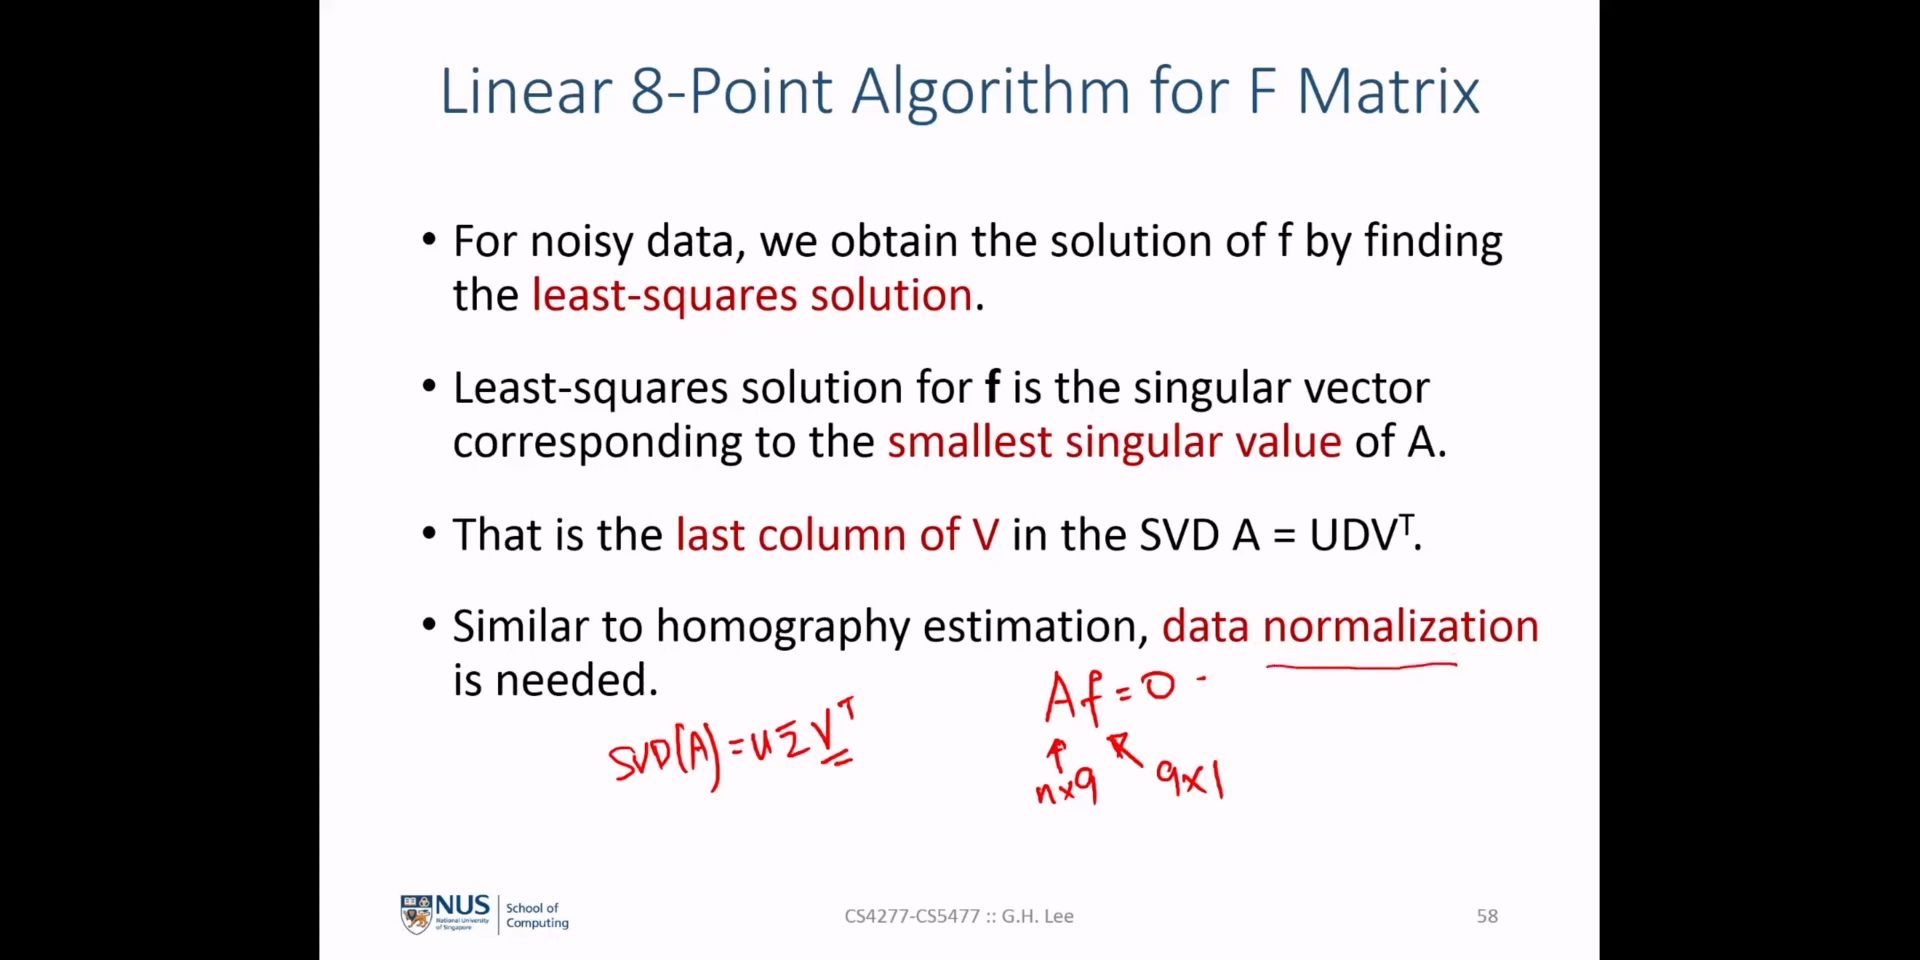 Linear 8-Point Algorithm for F Matrix
• For noisy data, we obtain the solution of f by finding
the least-squares solution.
• Least-squares solution for f is the singular vector
corresponding to the smallest singular value of A.
• That is the last column of V in the SVD A = UDVᵀ.
• Similar to homography estimation, data normalization
is needed.
Af = 0
SVD(A) = UΣVᵀ
n×9 9×1
NUS
National University
of Singapore
School of
Computing
CS4277-CS5477 :: G.H. Lee
58